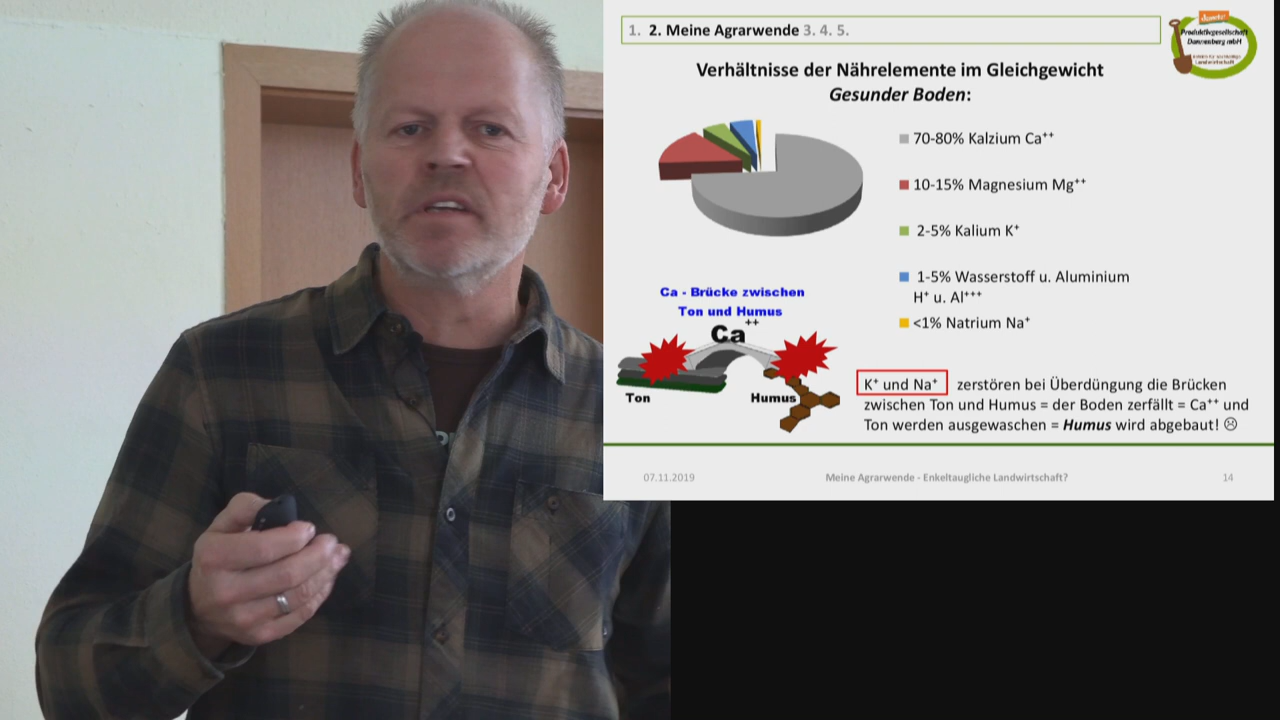 1. 2. Meine Agrarwende 3. 4. 5.
demeter
Produktkgesellschaft
Dannenberg mbH
Landwirtschaft
Verhältnisse der Nährelemente im Gleichgewicht
Gesunder Boden:
70-80% Kalzium Ca⁺⁺
10-15% Magnesium Mg⁺⁺
2-5% Kalium K⁺
1-5% Wasserstoff u. Aluminium
H⁺ u. Al⁺⁺⁺
<1% Natrium Na⁺
Ca - Brücke zwischen
Ton und Humus
Ca⁺⁺
Ton
Humus
K⁺ und Na⁺ zerstören bei Überdüngung die Brücken
zwischen Ton und Humus = der Boden zerfällt = Ca⁺⁺ und
Ton werden ausgewaschen = Humus wird abgebaut! ☹
07.11.2019
Meine Agrarwende - Enkeltaugliche Landwirtschaft?
14